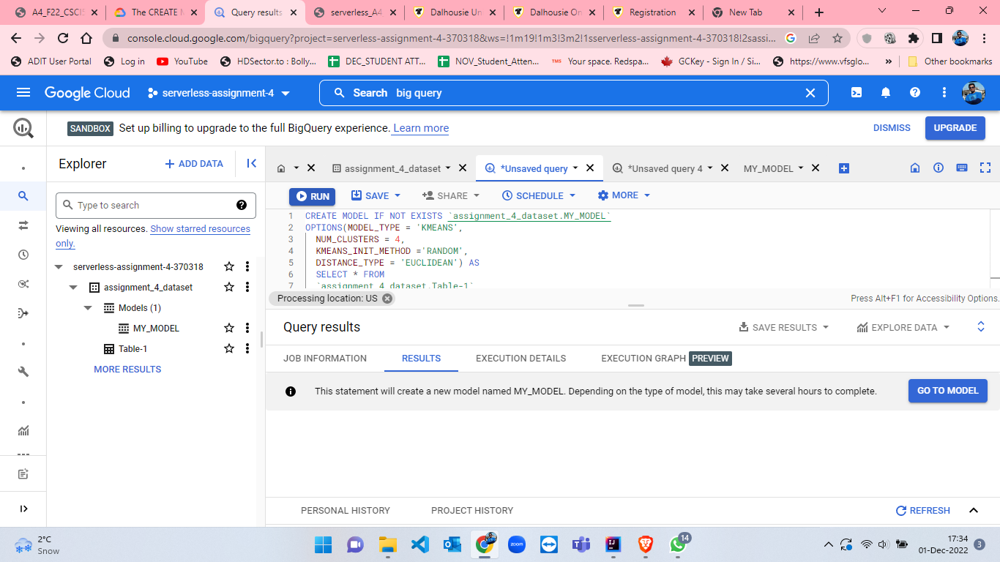 A4_F22_CSCI5
The CREATE M
Query results
serverless_A4
Dalhousie Un
Dalhousie On
Registration
New Tab
console.cloud.google.com/bigquery?project=serverless-assignment-4-370318&ws=!1m19!1m3!3m2!1sserverless-assignment-4-370318!2sassi...
ADIT User Portal
Log in
YouTube
HDSector.to : Bolly...
DEC_STUDENT ATT...
NOV_Student_Atten...
TMS Your space. Redspa...
GCKey - Sign In / Si...
https://www.vfsglo...
»
Other bookmarks
Google Cloud
serverless-assignment-4
Search big query
SANDBOX Set up billing to upgrade to the full BigQuery experience. Learn more
DISMISS
UPGRADE
Explorer
+ ADD DATA
Type to search
Viewing all resources. Show starred resources
only.
serverless-assignment-4-370318
assignment_4_dataset
Models (1)
MY_MODEL
Table-1
MORE RESULTS
assignment_4_dataset
*Unsaved query
*Unsaved query 4
MY_MODEL
RUN
SAVE
SHARE
SCHEDULE
MORE
1 CREATE MODEL IF NOT EXISTS `assignment_4_dataset.MY_MODEL`
2 OPTIONS(MODEL_TYPE = 'KMEANS',
3 NUM_CLUSTERS = 4,
4 KMEANS_INIT_METHOD ='RANDOM',
5 DISTANCE_TYPE = 'EUCLIDEAN') AS
6 SELECT * FROM
7 `assignment_4_dataset.Table-1`
Processing location: US
Press Alt+F1 for Accessibility Options.
Query results
SAVE RESULTS
EXPLORE DATA
JOB INFORMATION
RESULTS
EXECUTION DETAILS
EXECUTION GRAPH PREVIEW
This statement will create a new model named MY_MODEL. Depending on the type of model, this may take several hours to complete.
GO TO MODEL
PERSONAL HISTORY
PROJECT HISTORY
REFRESH
2°C
Snow
zoom
14
17:34
01-Dec-2022
3